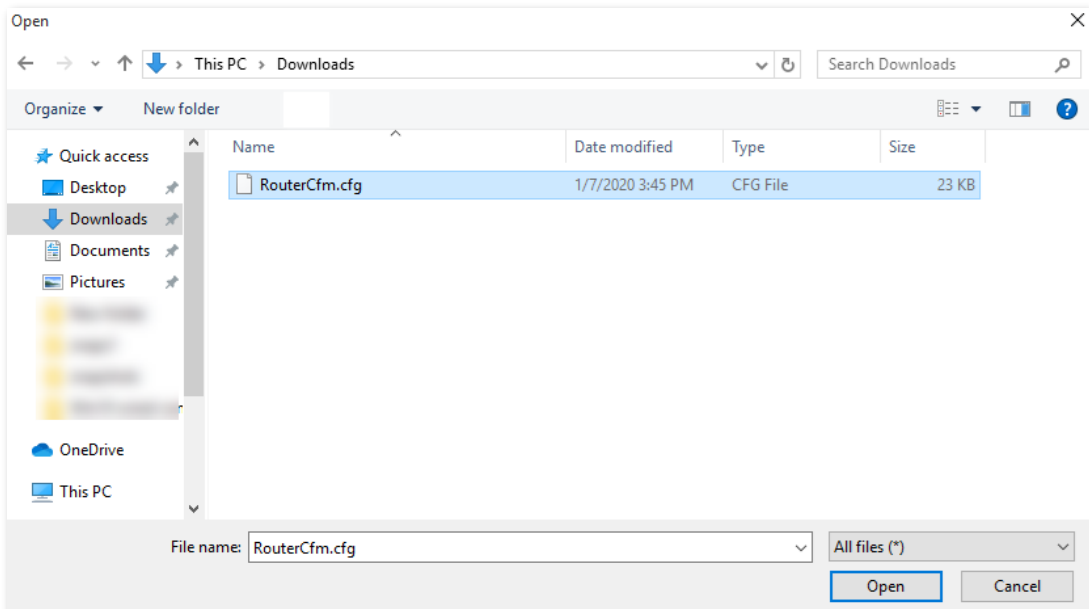 Open
This PC > Downloads
Search Downloads
Organize
New folder
?
Name
Date modified
Type
Size
RouterCfm.cfg
1/7/2020 3:45 PM
CFG File
23 KB
Quick access
Desktop
Downloads
Documents
Pictures
OneDrive
This PC
File name:
RouterCfm.cfg
All files (*)
Open
Cancel